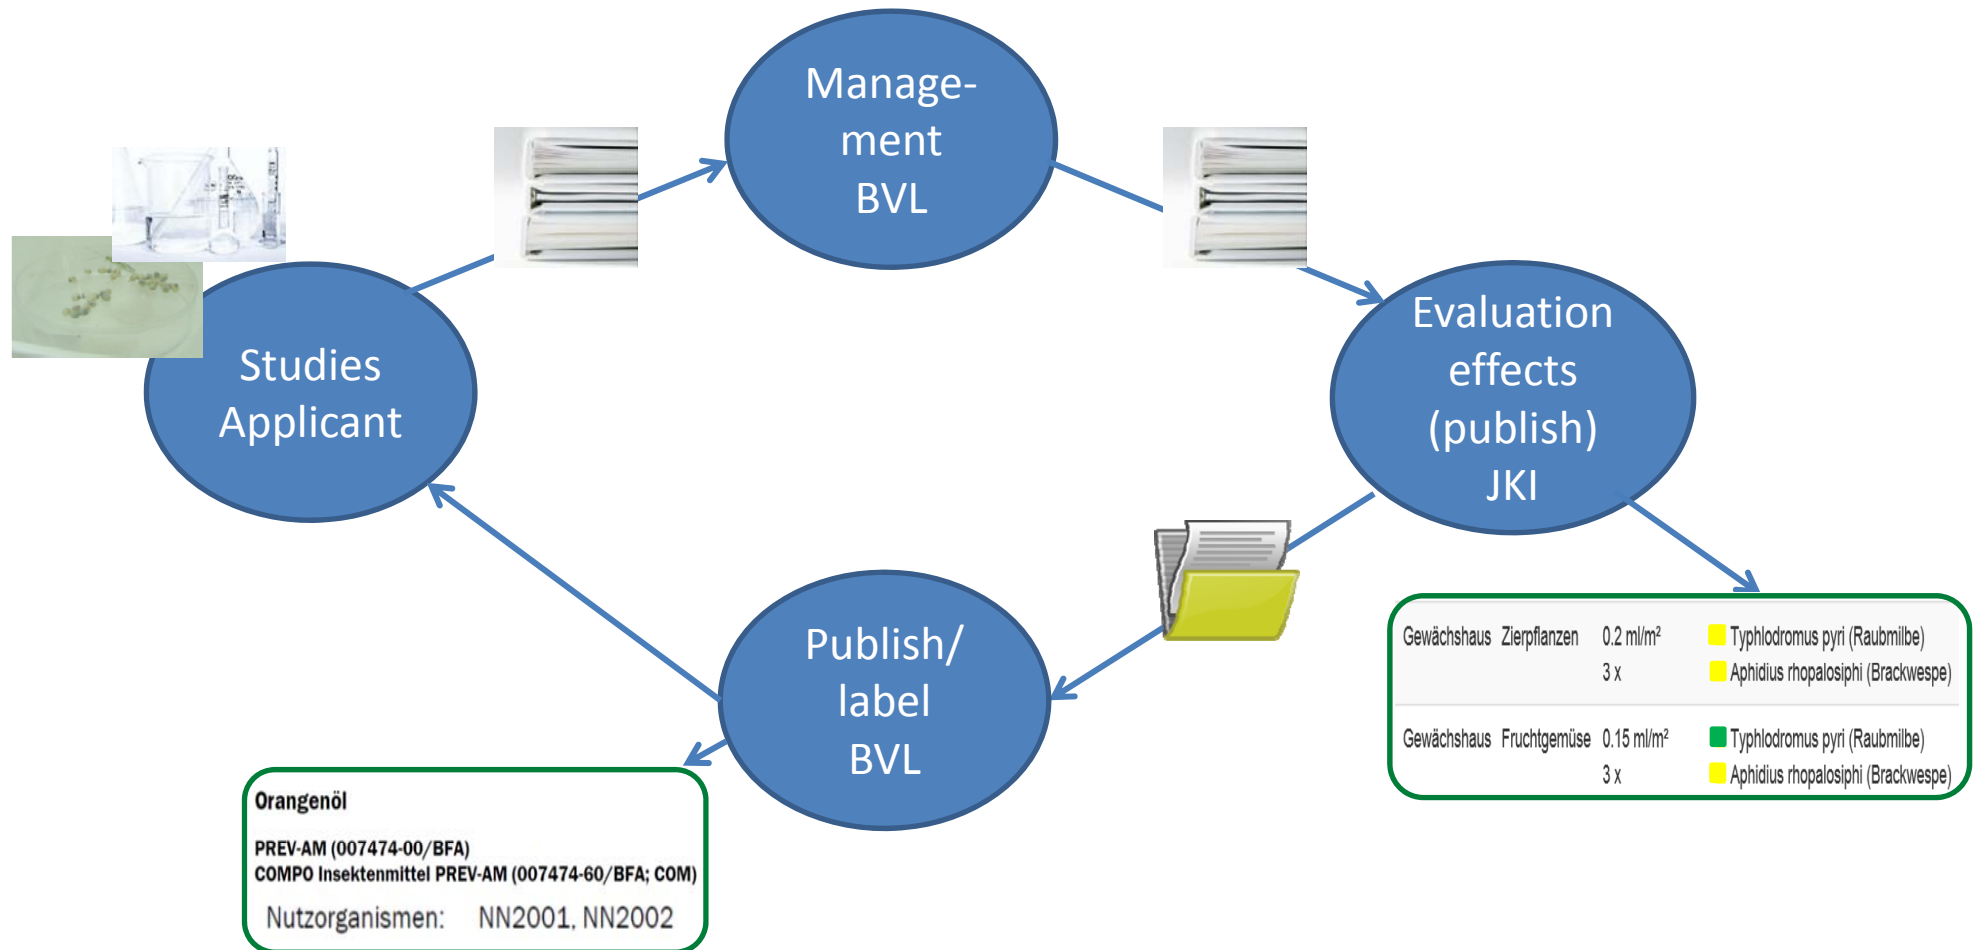 Manage-
ment
BVL
Studies
Applicant
Evaluation
effects
(publish)
JKI
Publish/
label
BVL
Gewächshaus Zierpflanzen 0.2 ml/m² Typhlodromus pyri (Raubmilbe)
3 x Aphidius rhopalosiphi (Brackwespe)
Gewächshaus Fruchtgemüse 0.15 ml/m² Typhlodromus pyri (Raubmilbe)
3 x Aphidius rhopalosiphi (Brackwespe)
Orangenöl
PREV-AM (007474-00/BFA)
COMPO Insektenmittel PREV-AM (007474-60/BFA; COM)
Nutzorganismen: NN2001, NN2002